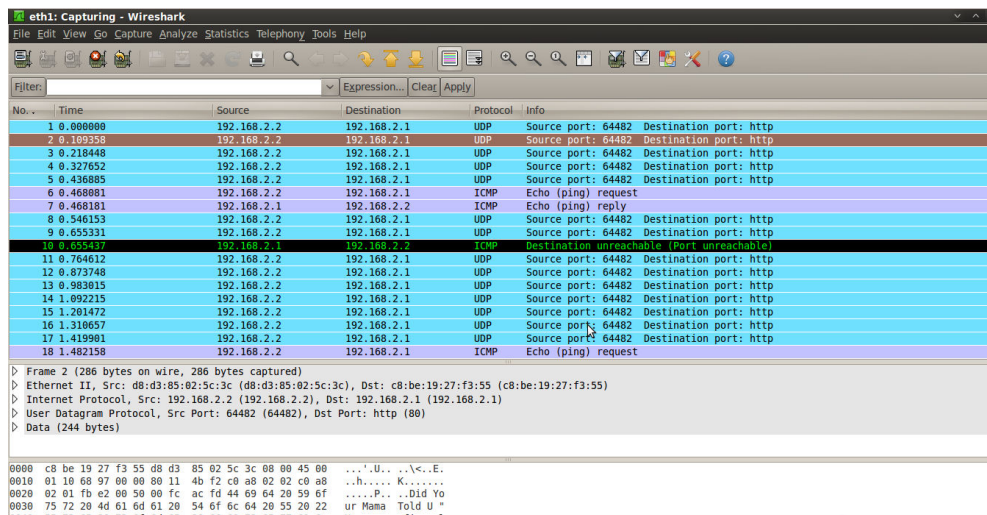 eth1: Capturing - Wireshark
File Edit View Go Capture Analyze Statistics Telephony Tools Help
Filter: Expression... Clear Apply
No. . Time Source Destination Protocol Info
1 0.000000 192.168.2.2 192.168.2.1 UDP Source port: 64482 Destination port: http
2 0.109358 192.168.2.2 192.168.2.1 UDP Source port: 64482 Destination port: http
3 0.218448 192.168.2.2 192.168.2.1 UDP Source port: 64482 Destination port: http
4 0.327652 192.168.2.2 192.168.2.1 UDP Source port: 64482 Destination port: http
5 0.436885 192.168.2.2 192.168.2.1 UDP Source port: 64482 Destination port: http
6 0.468081 192.168.2.2 192.168.2.1 ICMP Echo (ping) request
7 0.468181 192.168.2.1 192.168.2.2 ICMP Echo (ping) reply
8 0.546153 192.168.2.2 192.168.2.1 UDP Source port: 64482 Destination port: http
9 0.655331 192.168.2.2 192.168.2.1 UDP Source port: 64482 Destination port: http
10 0.655437 192.168.2.1 192.168.2.2 ICMP Destination unreachable (Port unreachable)
11 0.764612 192.168.2.2 192.168.2.1 UDP Source port: 64482 Destination port: http
12 0.873748 192.168.2.2 192.168.2.1 UDP Source port: 64482 Destination port: http
13 0.983015 192.168.2.2 192.168.2.1 UDP Source port: 64482 Destination port: http
14 1.092215 192.168.2.2 192.168.2.1 UDP Source port: 64482 Destination port: http
15 1.201472 192.168.2.2 192.168.2.1 UDP Source port: 64482 Destination port: http
16 1.310657 192.168.2.2 192.168.2.1 UDP Source port: 64482 Destination port: http
17 1.419901 192.168.2.2 192.168.2.1 UDP Source port: 64482 Destination port: http
18 1.482158 192.168.2.2 192.168.2.1 ICMP Echo (ping) request
Frame 2 (286 bytes on wire, 286 bytes captured)
Ethernet II, Src: d8:d3:85:02:5c:3c (d8:d3:85:02:5c:3c), Dst: c8:be:19:27:f3:55 (c8:be:19:27:f3:55)
Internet Protocol, Src: 192.168.2.2 (192.168.2.2), Dst: 192.168.2.1 (192.168.2.1)
User Datagram Protocol, Src Port: 64482 (64482), Dst Port: http (80)
Data (244 bytes)
0000 c8 be 19 27 f3 55 d8 d3 85 02 5c 3c 08 00 45 00 ...'.U.. ..\<..E.
0010 01 10 68 97 00 00 80 11 4b f2 c0 a8 02 02 c0 a8 ..h..... K.......
0020 02 01 fb e2 00 50 00 fc ac fd 44 69 64 20 59 6f .....P.. ..Did Yo
0030 75 72 20 4d 61 6d 61 20 54 6f 6c 64 20 55 20 22 ur Mama Told U "